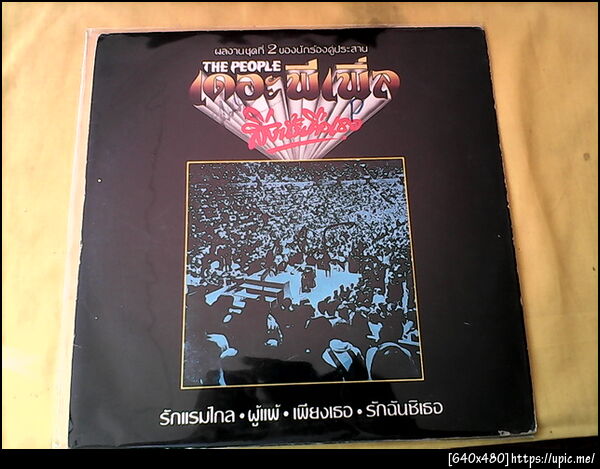 ผลงานชุดที่ 2 ของนักร้องคู่ประสาน
THE PEOPLE
เดอะ พีเพิ่ล
รักแรมไกล • ผู้แพ้ • เพียงเธอ • รักฉันซิเธอ
[640x480]https://upic.me/